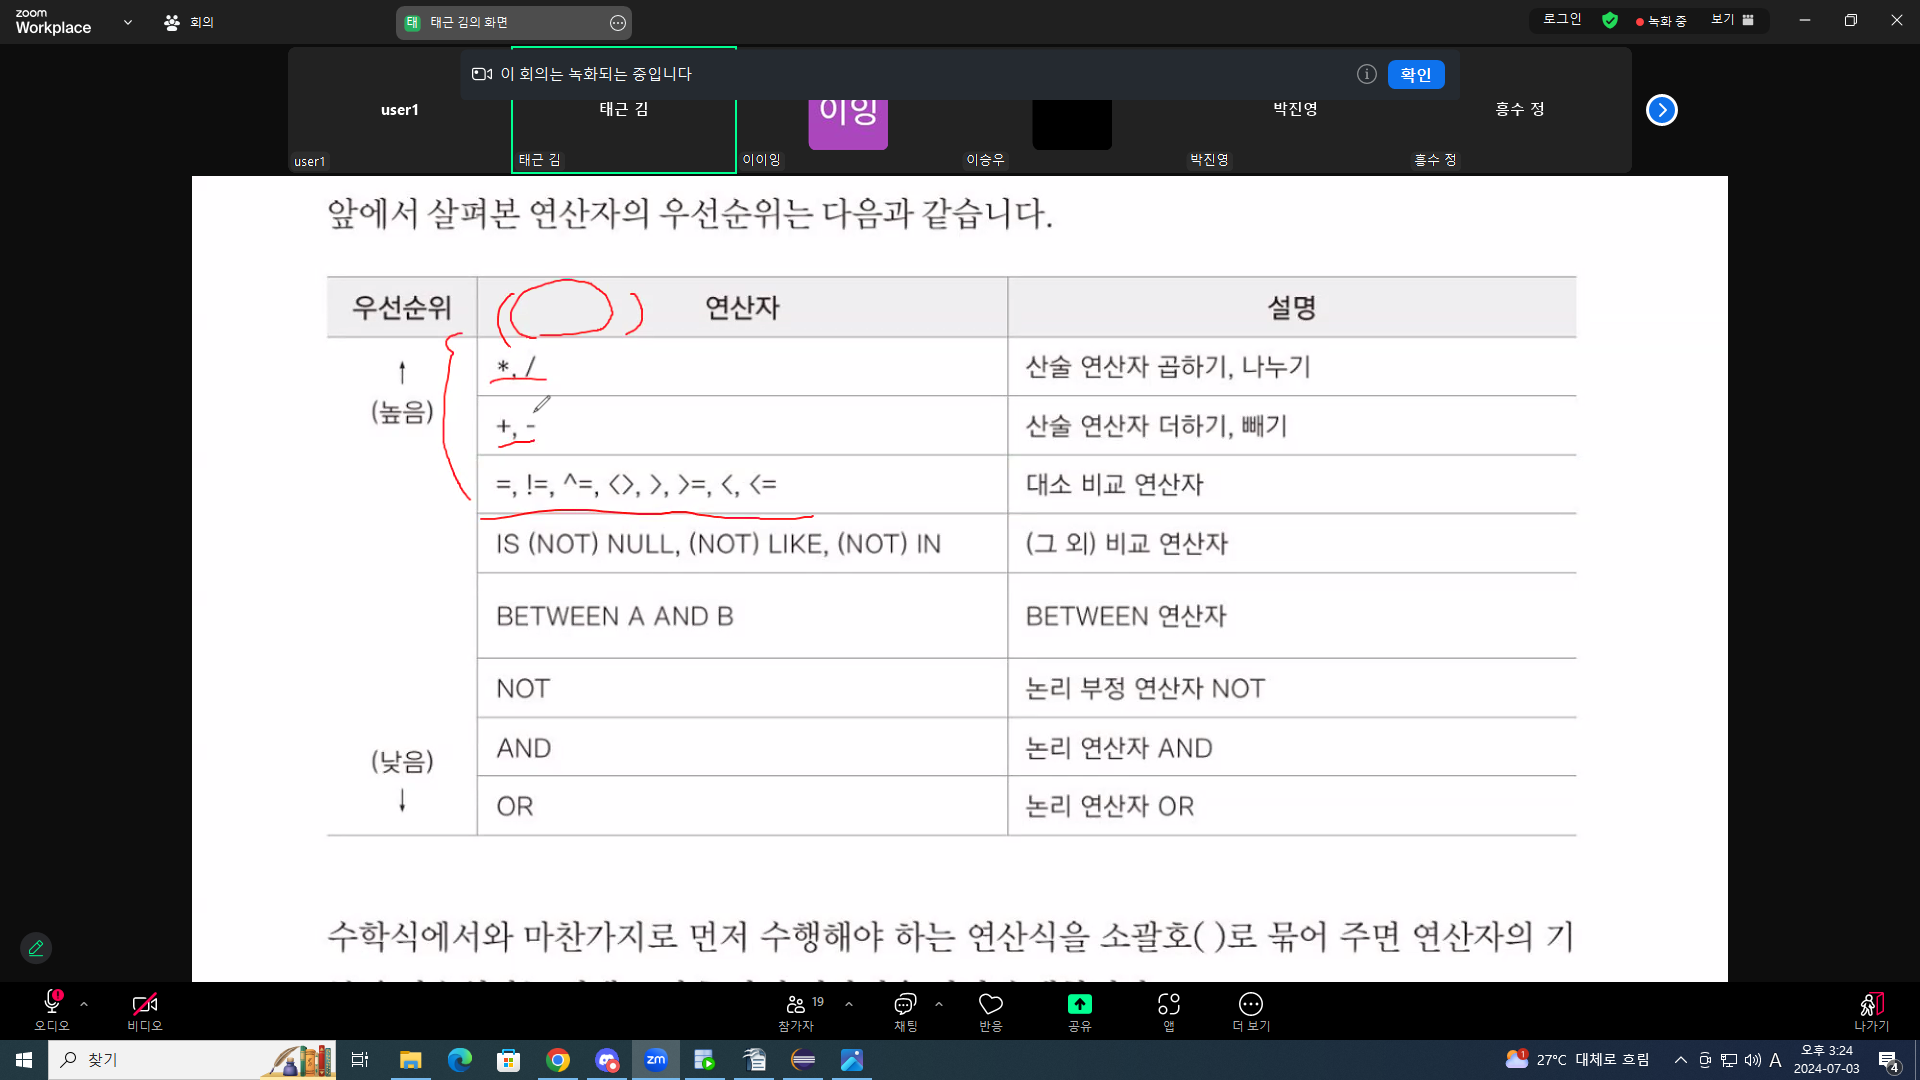 zoom
Workplace
회의
태
태근 김의 화면
로그인
녹화 중
보기
이 회의는 녹화되는 중입니다
확인
user1
태근 김
이잉
박진영
흥수 정
user1
태근 김
이이잉
이승우
박진영
흥수 정
앞에서 살펴본 연산자의 우선순위는 다음과 같습니다.
우선순위 연산자 설명
↑
(높음)
*, / 산술 연산자 곱하기, 나누기
+, - 산술 연산자 더하기, 빼기
=, !=, ^=, <>, >, >=, <, <= 대소 비교 연산자
IS (NOT) NULL, (NOT) LIKE, (NOT) IN (그 외) 비교 연산자
BETWEEN A AND B BETWEEN 연산자
NOT 논리 부정 연산자 NOT
AND 논리 연산자 AND
(낮음)
↓
OR 논리 연산자 OR
수학식에서와 마찬가지로 먼저 수행해야 하는 연산식을 소괄호( )로 묶어 주면 연산자의 기
오디오
비디오
참가자
19
채팅
반응
공유
앱
더 보기
나가기
찾기
zm
1
27°C 대체로 흐림
A
오후 3:24
2024-07-03
4